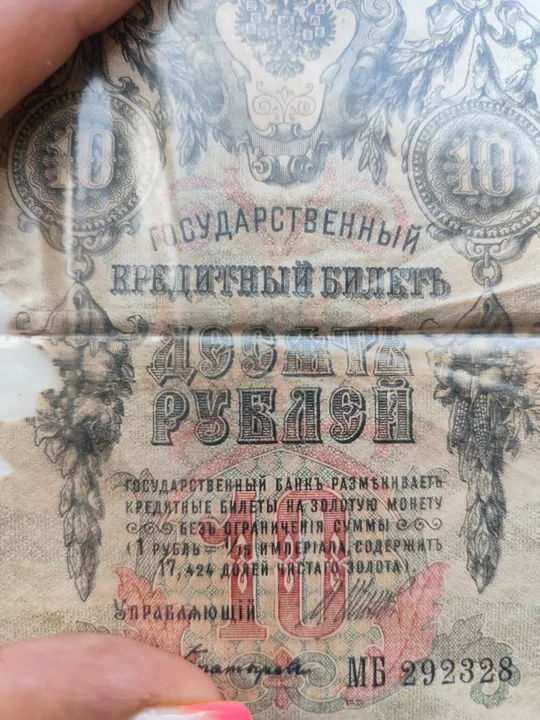 10 10
ГОСУДАРСТВЕННЫЙ
КРЕДИТНЫЙ БИЛЕТЪ
ДЕСЯТЬ
РУБЛЕЙ
ГОСУДАРСТВЕННЫЙ БАНКЪ РАЗМѢНИВАЕТЪ
КРЕДИТНЫЕ БИЛЕТЫ НА ЗОЛОТУЮ МОНЕТУ
БЕЗЪ ОГРАНИЧЕНІЯ СУММЫ
(1 РУБЛЬ = 1/15 ИМПЕРІАЛА, СОДЕРЖИТЪ
17,424 ДОЛЕЙ ЧИСТАГО ЗОЛОТА).
10
УПРАВЛЯЮЩІЙ
МБ 292328